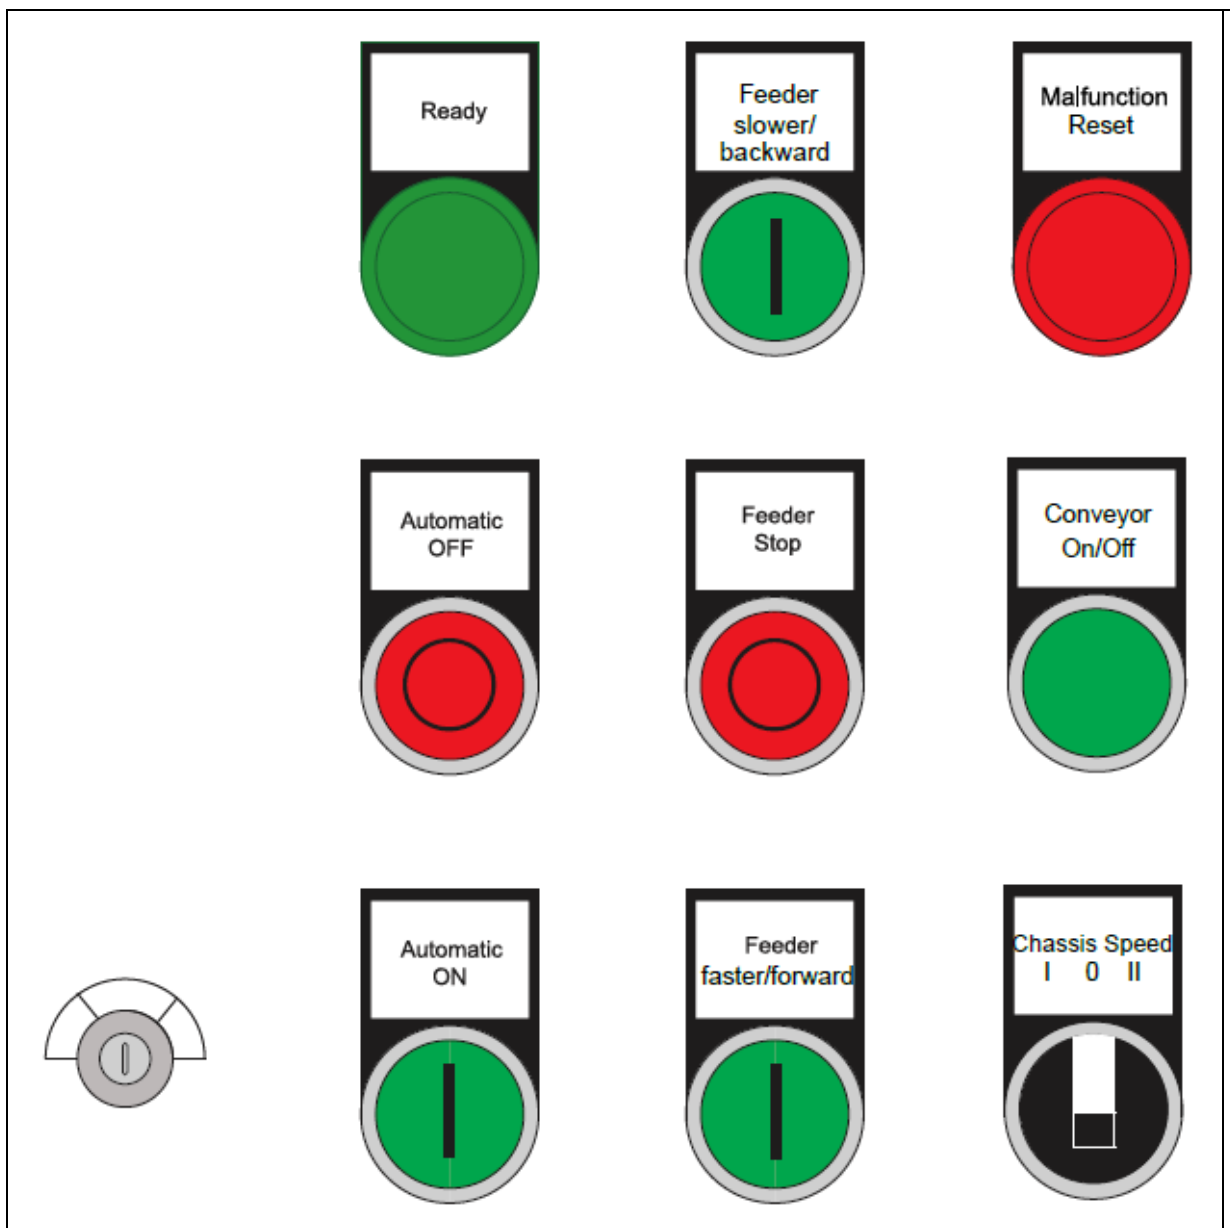 Ready
Feeder
slower/
backward
Malfunction
Reset
Automatic
OFF
Feeder
Stop
Conveyor
On/Off
Automatic
ON
Feeder
faster/forward
Chassis Speed
I 0 II